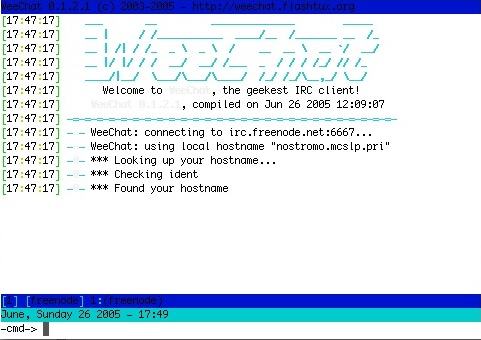 WeeChat 0.1.2.1 (c) 2003-2005 - http://weechat.flashtux.org
[17:47:17]
[17:47:17]
[17:47:17]
[17:47:17]
[17:47:17]
[17:47:17] Welcome to WeeChat, the geekest IRC client!
[17:47:17] WeeChat 0.1.2.1, compiled on Jun 26 2005 12:09:07
[17:47:17] -=-=-=-=-=-=-=-=-=-=-=-=-=-=-=-=-=-=-=-=-=-=-=-=-=-=-=-
[17:47:17] -- WeeChat: connecting to irc.freenode.net:6667...
[17:47:17] -- WeeChat: using local hostname "nostromo.mcslp.pri"
[17:47:17] -- *** Looking up your hostname...
[17:47:17] -- *** Checking ident
[17:47:17] -- *** Found your hostname
[1] [freenode] 1:(freenode)
June, Sunday 26 2005 - 17:49
-cmd->